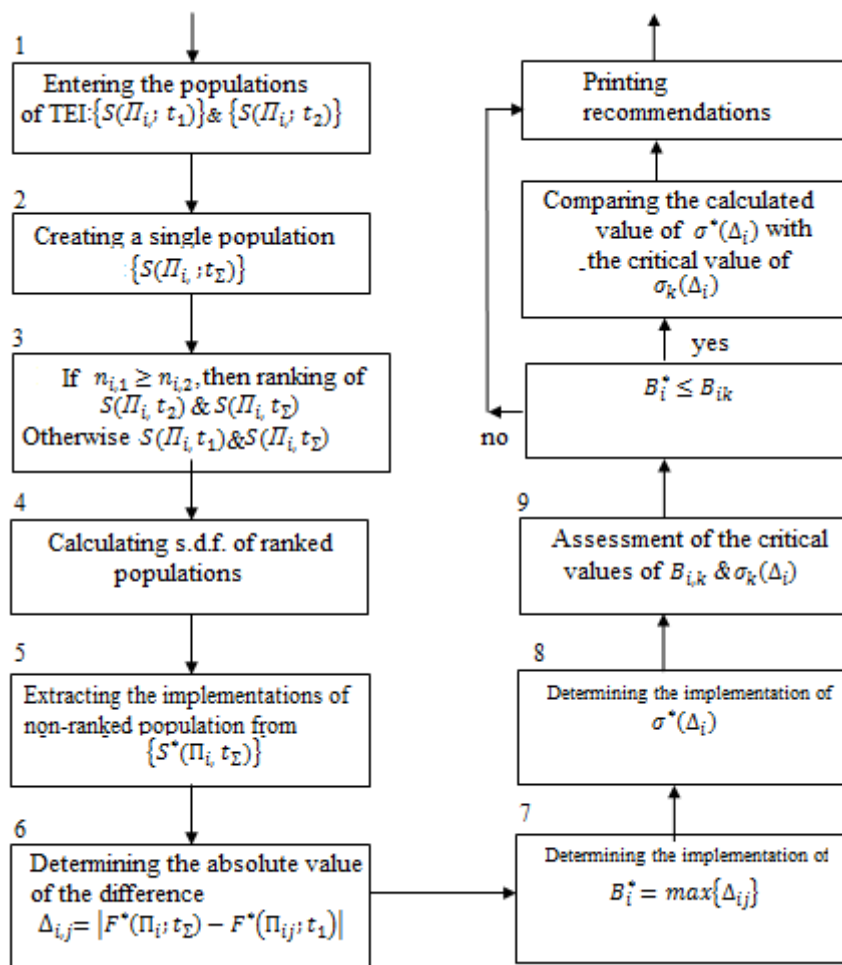 1
Entering the populations
of TEI:{S(Π_i,; t_1)}& {S(Π_i,; t_2)}
2
Creating a single population
:{S(Π_i, ; t_Σ)}
3
If n_{i,1} ≥ n_{i,2}, then ranking of
S(Π_i, t_2) & S(Π_i, t_Σ)
Otherwise S(Π_i, t_1)&S(Π_i, t_Σ)
4
Calculating s.d.f. of ranked
populations
5
Extracting the implementations of
non-ranked population from
{S*(Π_i, t_Σ)}
6
Determining the absolute value
of the difference
Δ_{i,j}= |F*(Π_i; t_Σ) − F*(Π_{ij}; t_1)|
7
Determining the implementation of
B_i^* = max{Δ_{ij}}
8
Determining the implementation of
σ*(Δ_i)
9
Assessment of the critical
values of B_{i,k} &σ_k(Δ_i)
B_i^* ≤ B_{ik}
no
yes
Comparing the calculated
value of σ*(Δ_i) with
the critical value of
σ_k(Δ_i)
Printing
recommendations